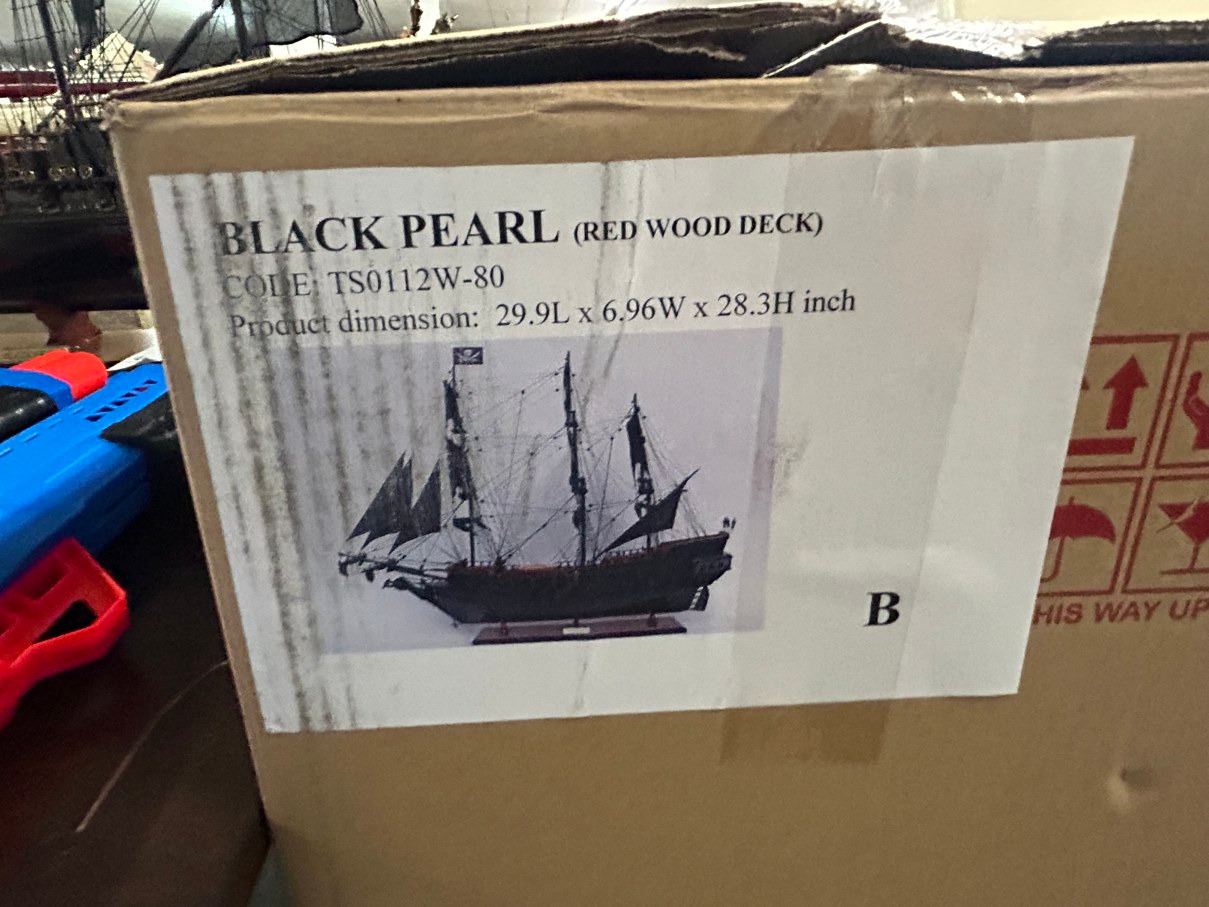 BLACK PEARL (RED WOOD DECK)
CODE: TS0112W-80
Product dimension: 29.9L x 6.96W x 28.3H inch
B
HIS WAY UP